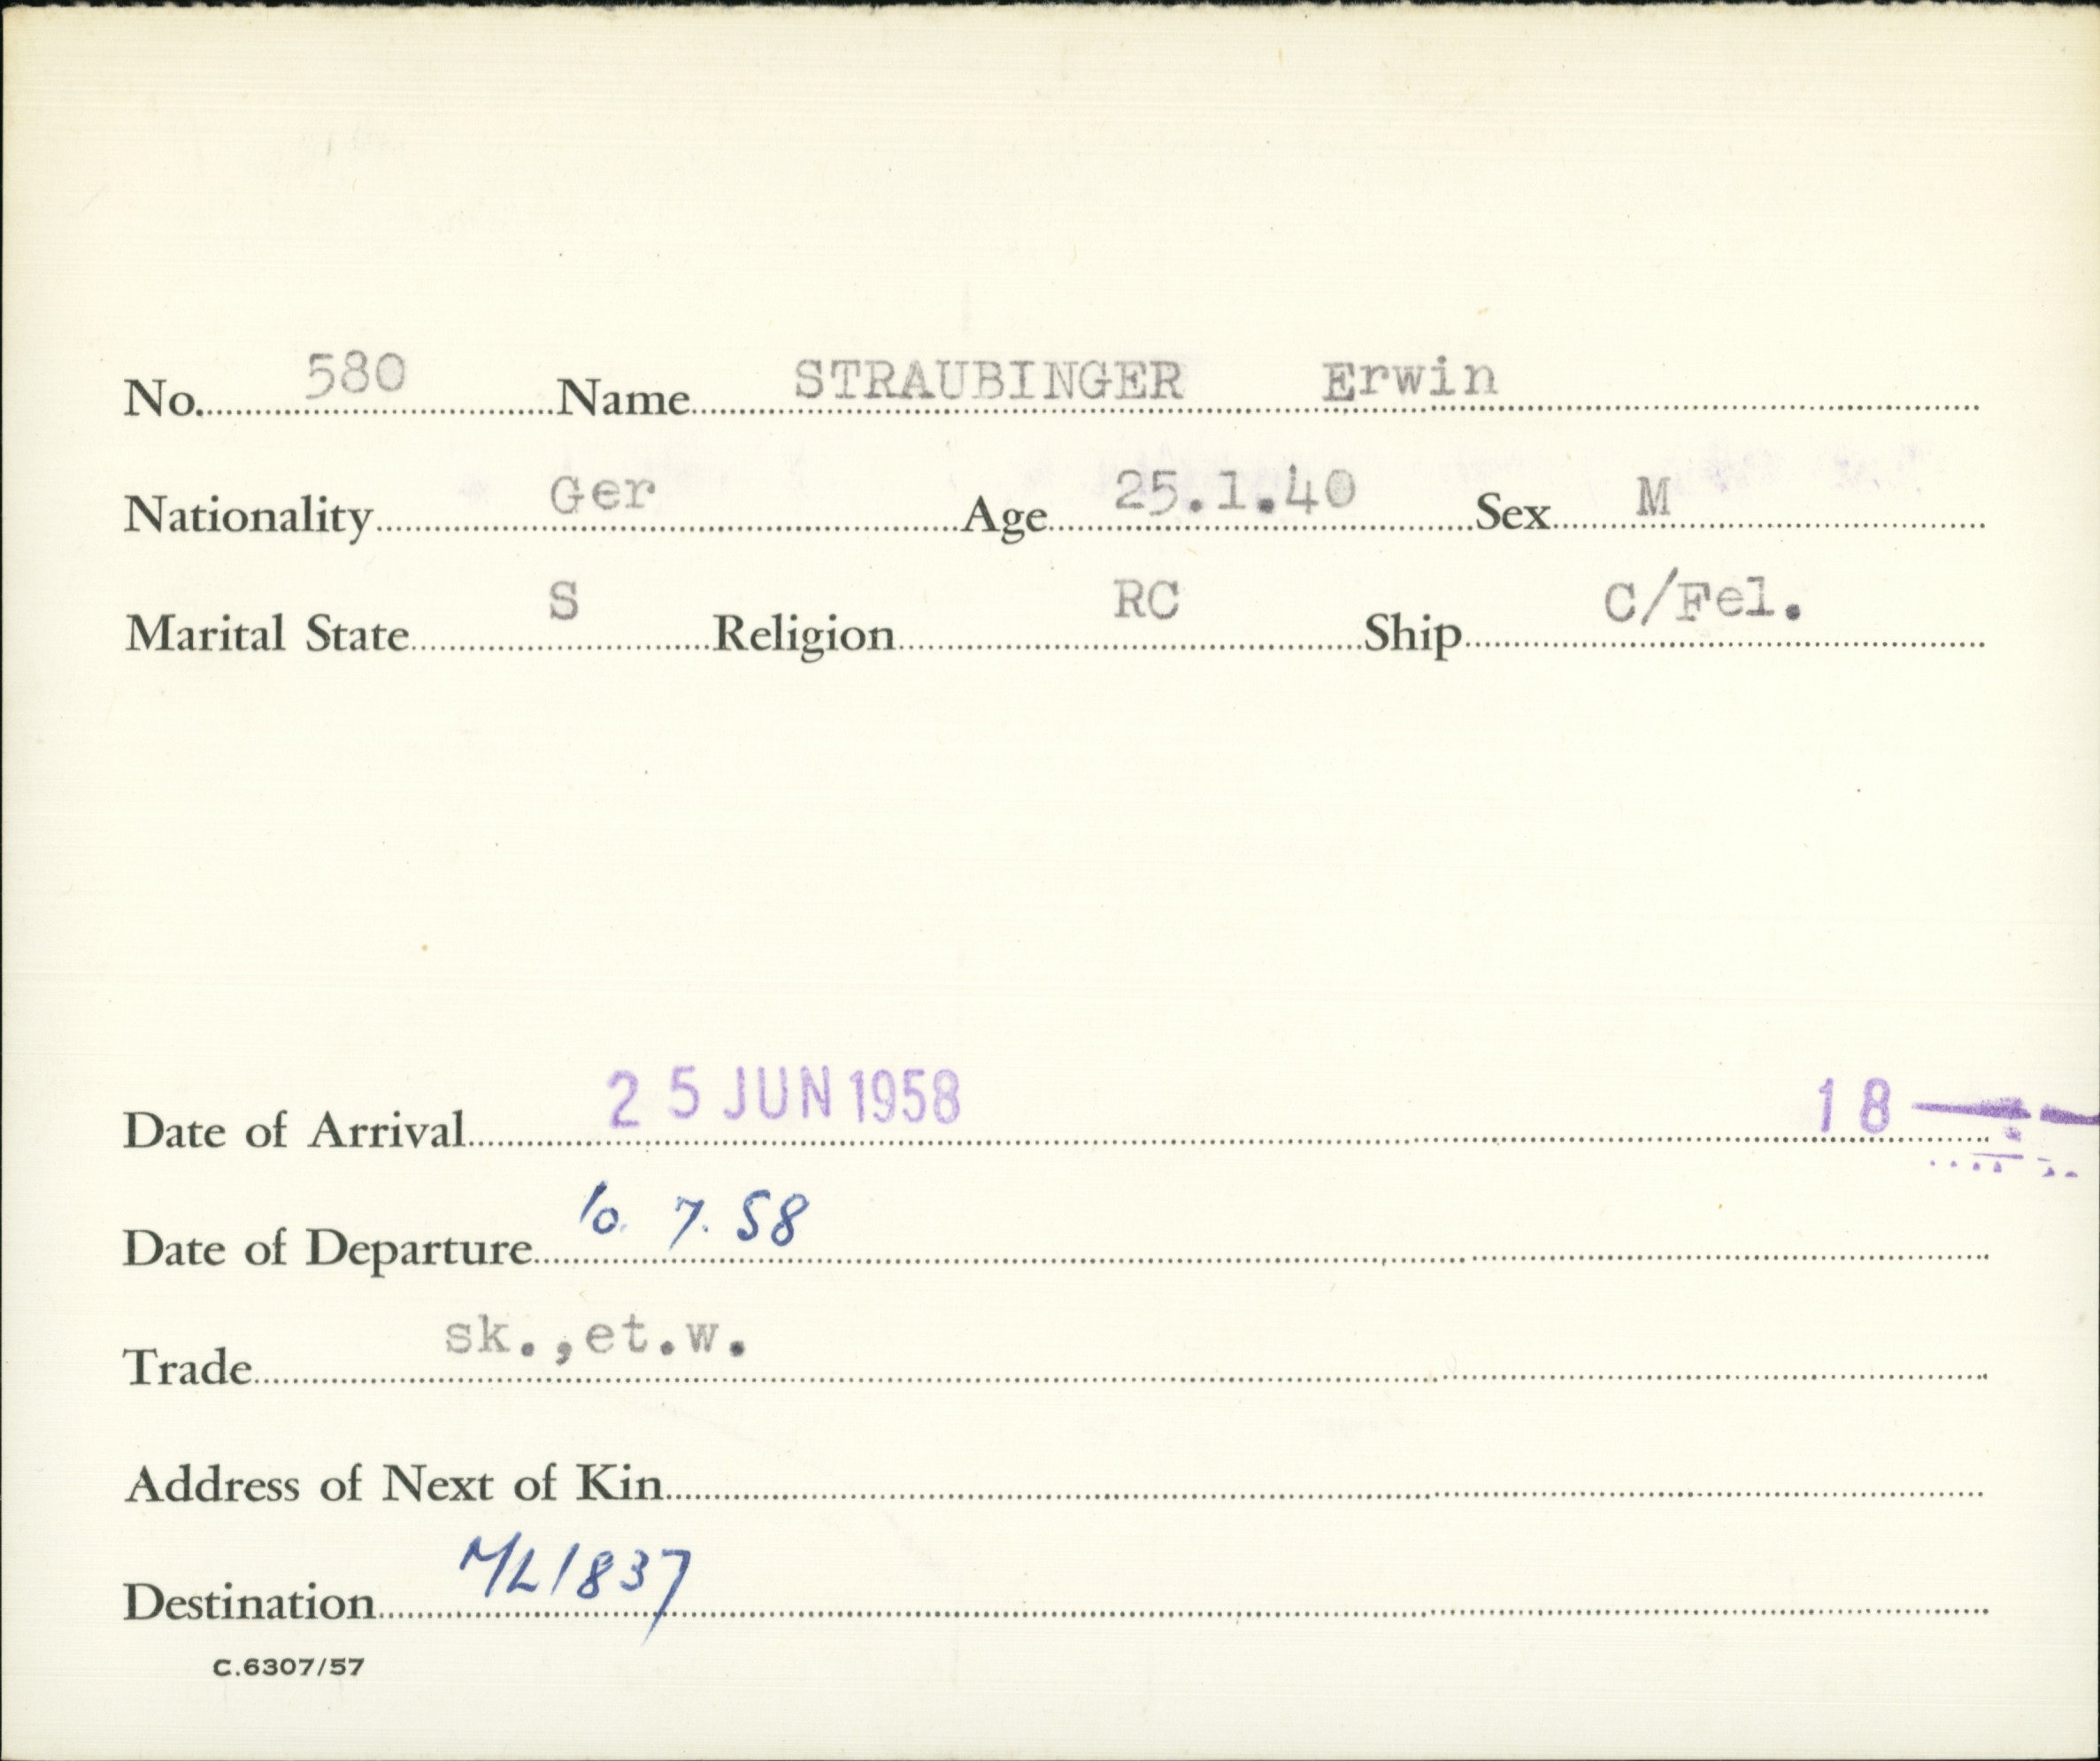 No. 580 Name STRAUBINGER Erwin
Nationality Ger Age 25.1.40 Sex M
Marital State S Religion RC Ship C/Fel.
Date of Arrival 25 JUN 1958 18
Date of Departure 10. 7. 58
Trade sk.,et.w.
Address of Next of Kin
Destination ML1837
C.6307/57